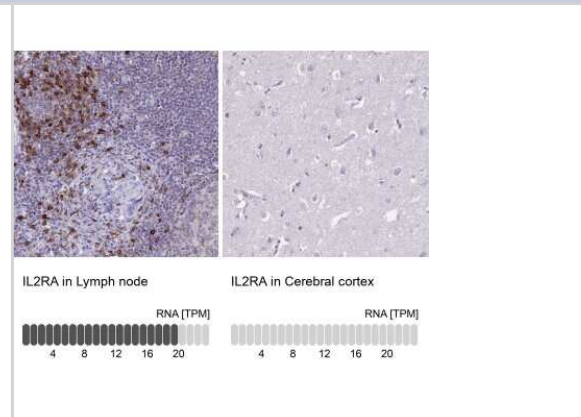 IL2RA in Lymph node
RNA [TPM]
4 8 12 16 20
IL2RA in Cerebral cortex
RNA [TPM]
4 8 12 16 20